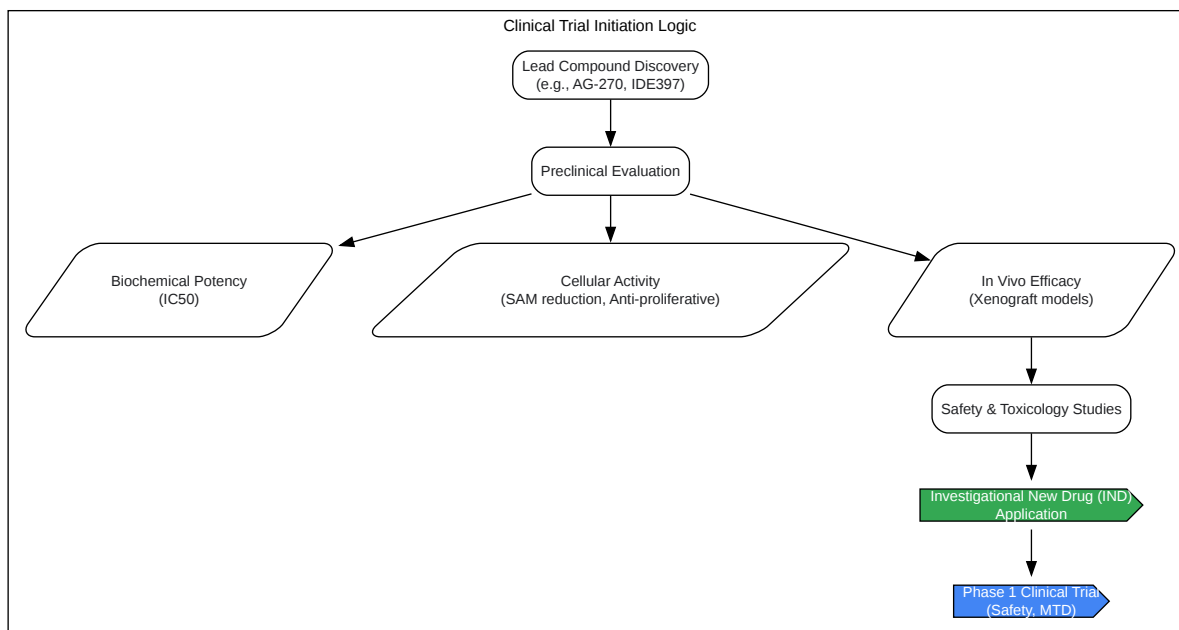 Clinical Trial Initiation Logic
Lead Compound Discovery
(e.g., AG-270, IDE397)
Preclinical Evaluation
Biochemical Potency
(IC50)
Cellular Activity
(SAM reduction, Anti-proliferative)
In Vivo Efficacy
(Xenograft models)
Safety & Toxicology Studies
Investigational New Drug (IND)
Application
Phase 1 Clinical Trial
(Safety, MTD)